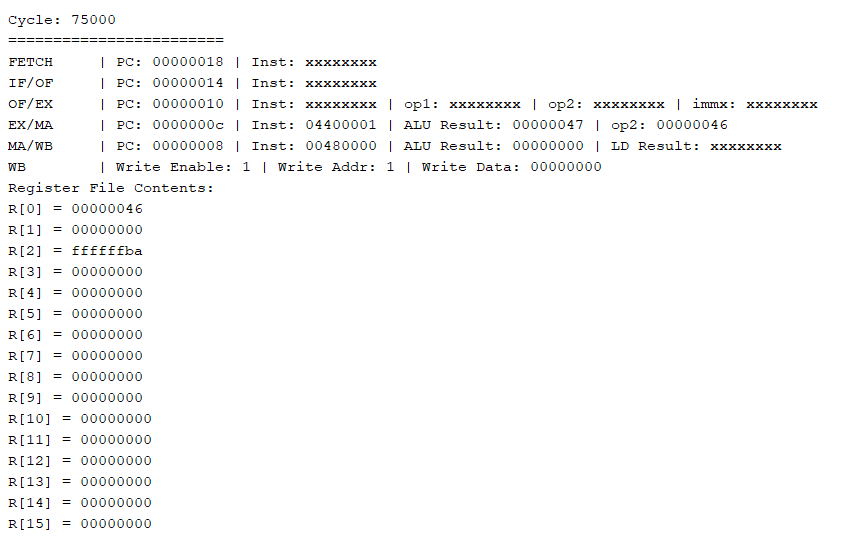 Cycle: 75000
========================
FETCH | PC: 00000018 | Inst: xxxxxxxx
IF/OF | PC: 00000014 | Inst: xxxxxxxx
OF/EX | PC: 00000010 | Inst: xxxxxxxx | op1: xxxxxxxx | op2: xxxxxxxx | immx: xxxxxxxx
EX/MA | PC: 0000000c | Inst: 04400001 | ALU Result: 00000047 | op2: 00000046
MA/WB | PC: 00000008 | Inst: 00480000 | ALU Result: 00000000 | LD Result: xxxxxxxx
WB | Write Enable: 1 | Write Addr: 1 | Write Data: 00000000
Register File Contents:
R[0] = 00000046
R[1] = 00000000
R[2] = ffffffba
R[3] = 00000000
R[4] = 00000000
R[5] = 00000000
R[6] = 00000000
R[7] = 00000000
R[8] = 00000000
R[9] = 00000000
R[10] = 00000000
R[11] = 00000000
R[12] = 00000000
R[13] = 00000000
R[14] = 00000000
R[15] = 00000000